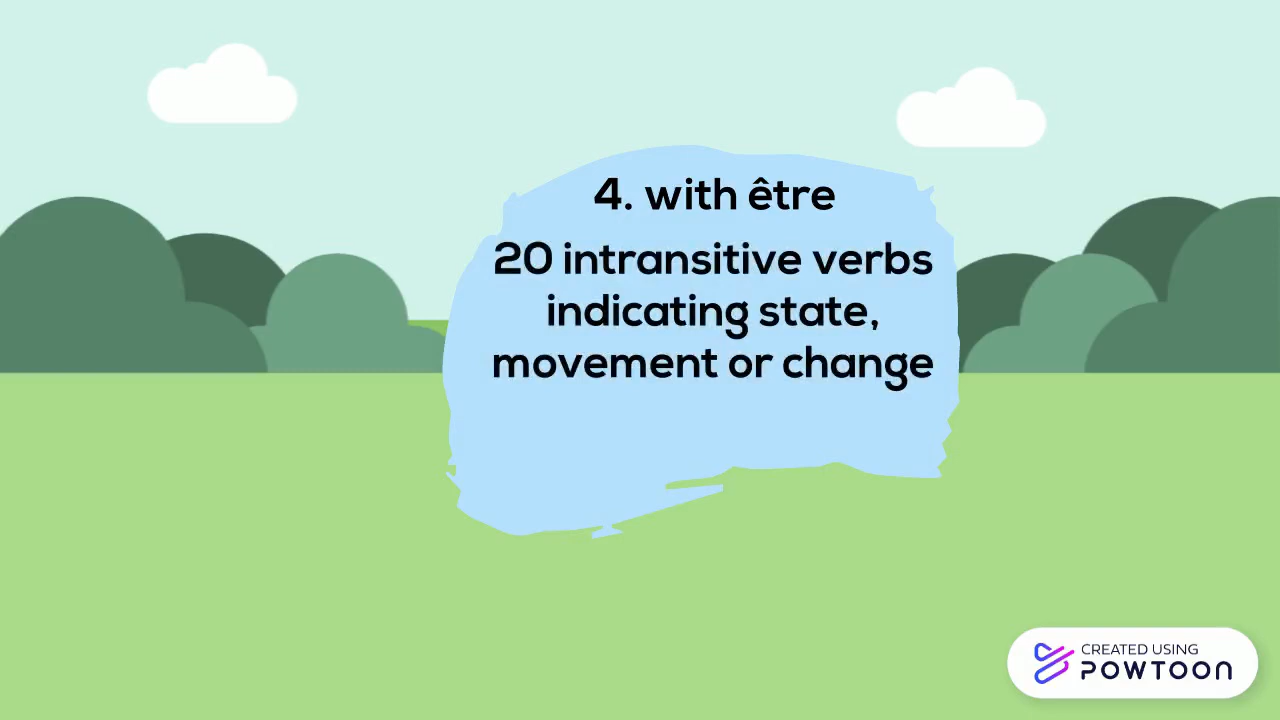 4. with être
20 intransitive verbs
indicating state,
movement or change
CREATED USING
POWTOON